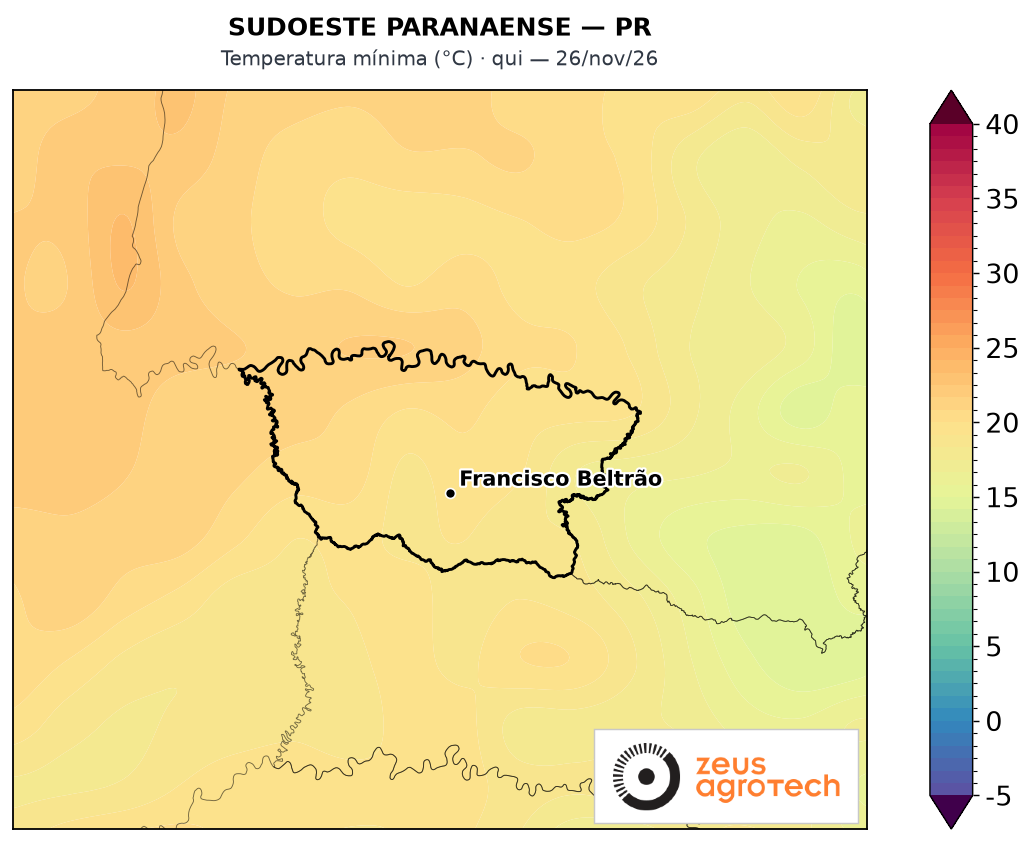 SUDOESTE PARANAENSE — PR
Temperatura mínima (°C) · qui — 26/nov/26
40
35
30
25
20
15
10
5
0
-5
Francisco Beltrão
zeus
agrotech